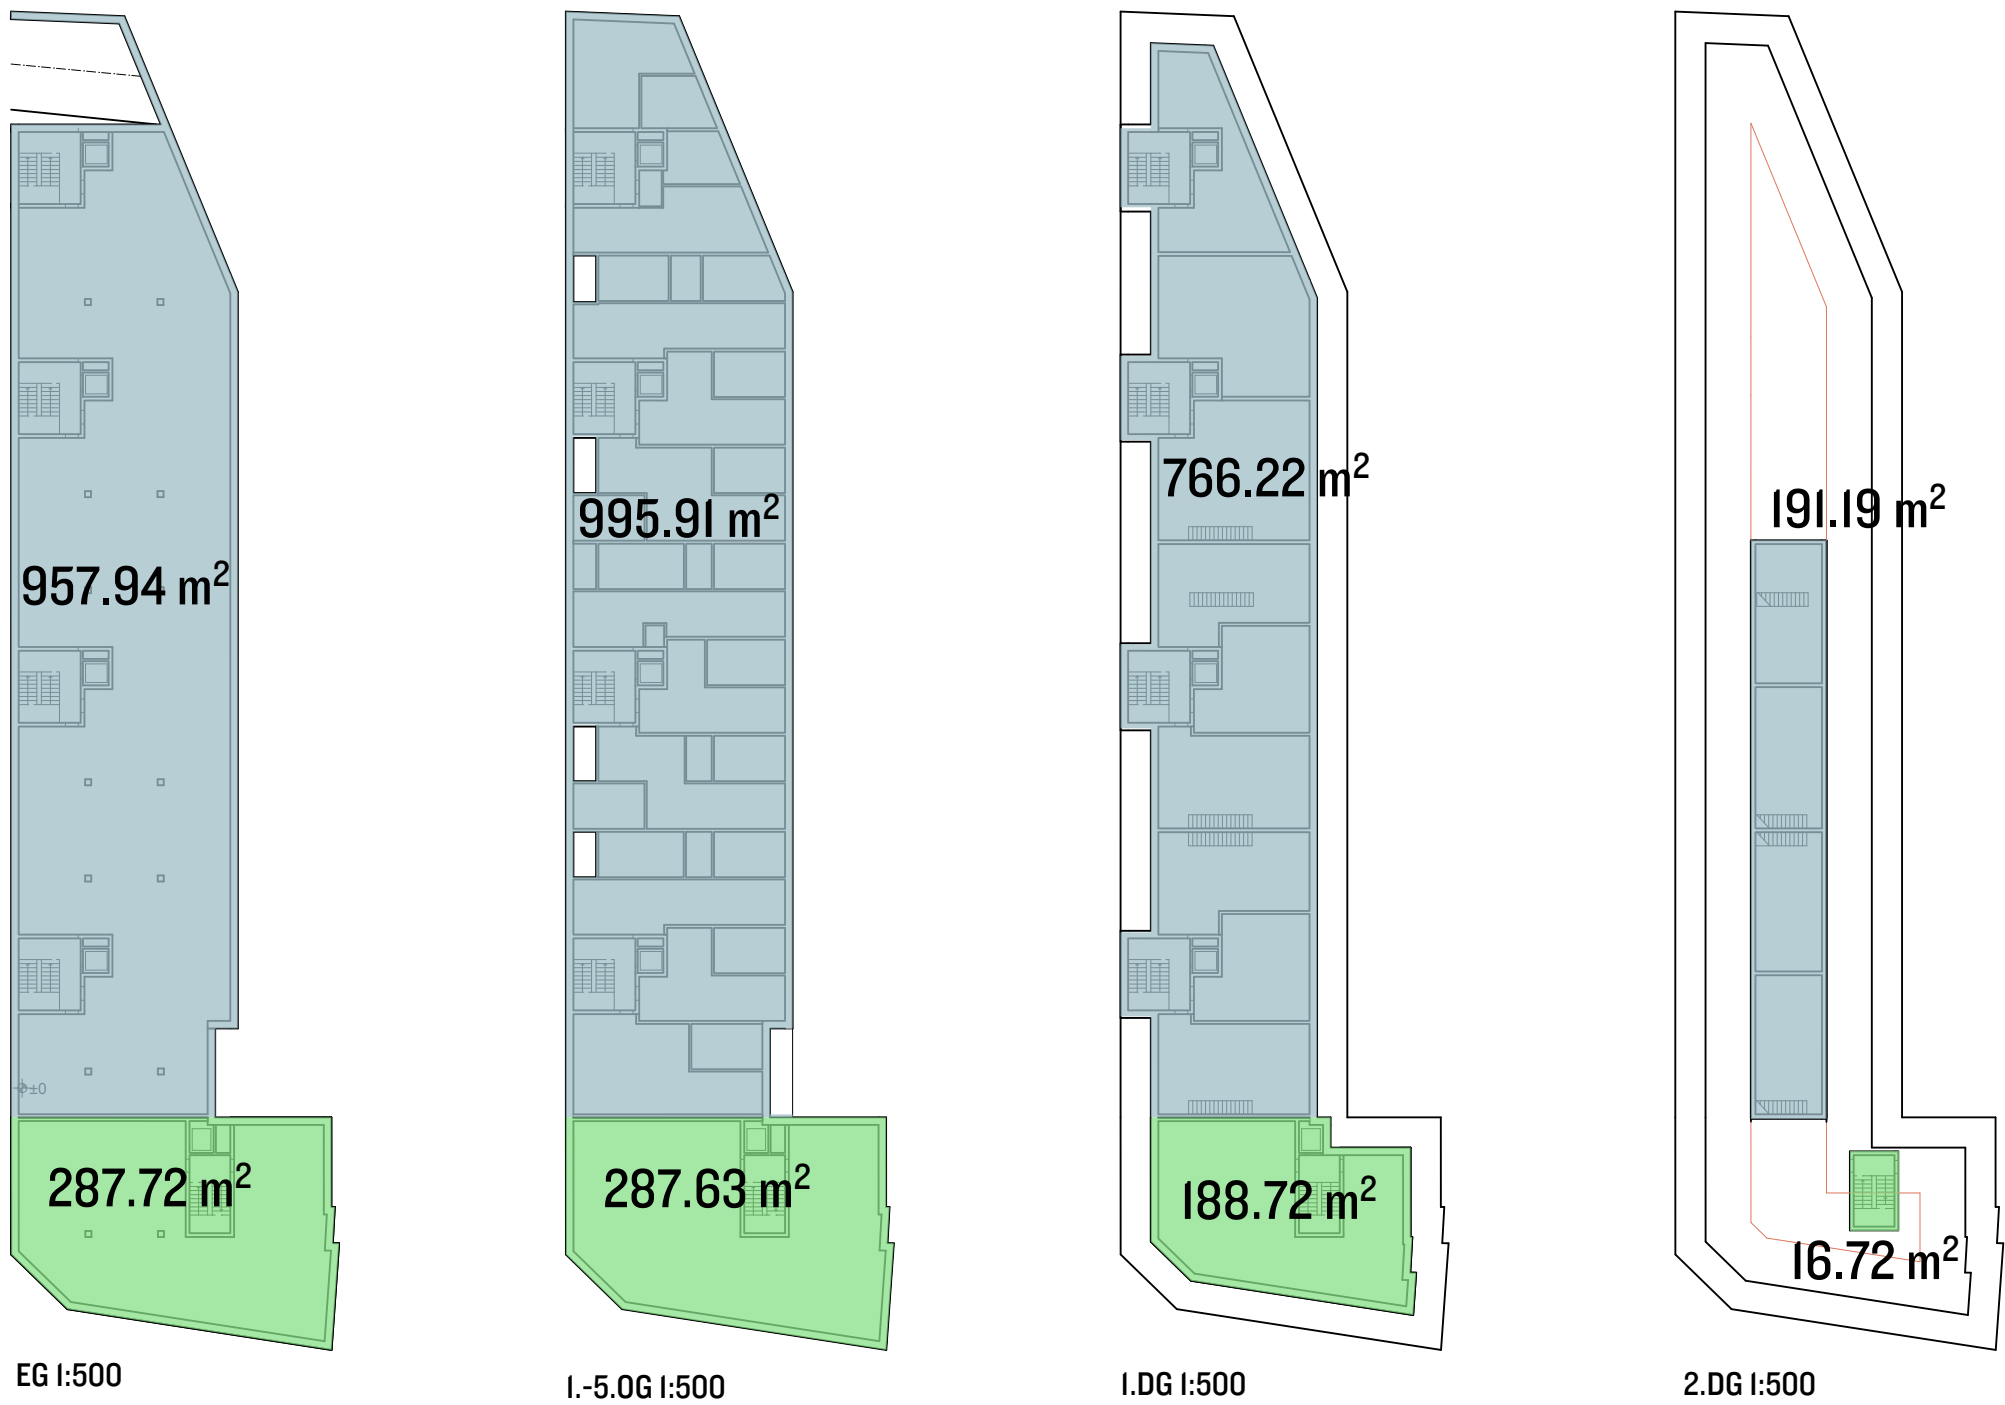 766.22 m²
191.19 m²
995.91 m²
957.94 m²
±0
287.72 m²
287.63 m²
188.72 m²
16.72 m²
EG 1:500
1.-5.OG 1:500
1.DG 1:500
2.DG 1:500